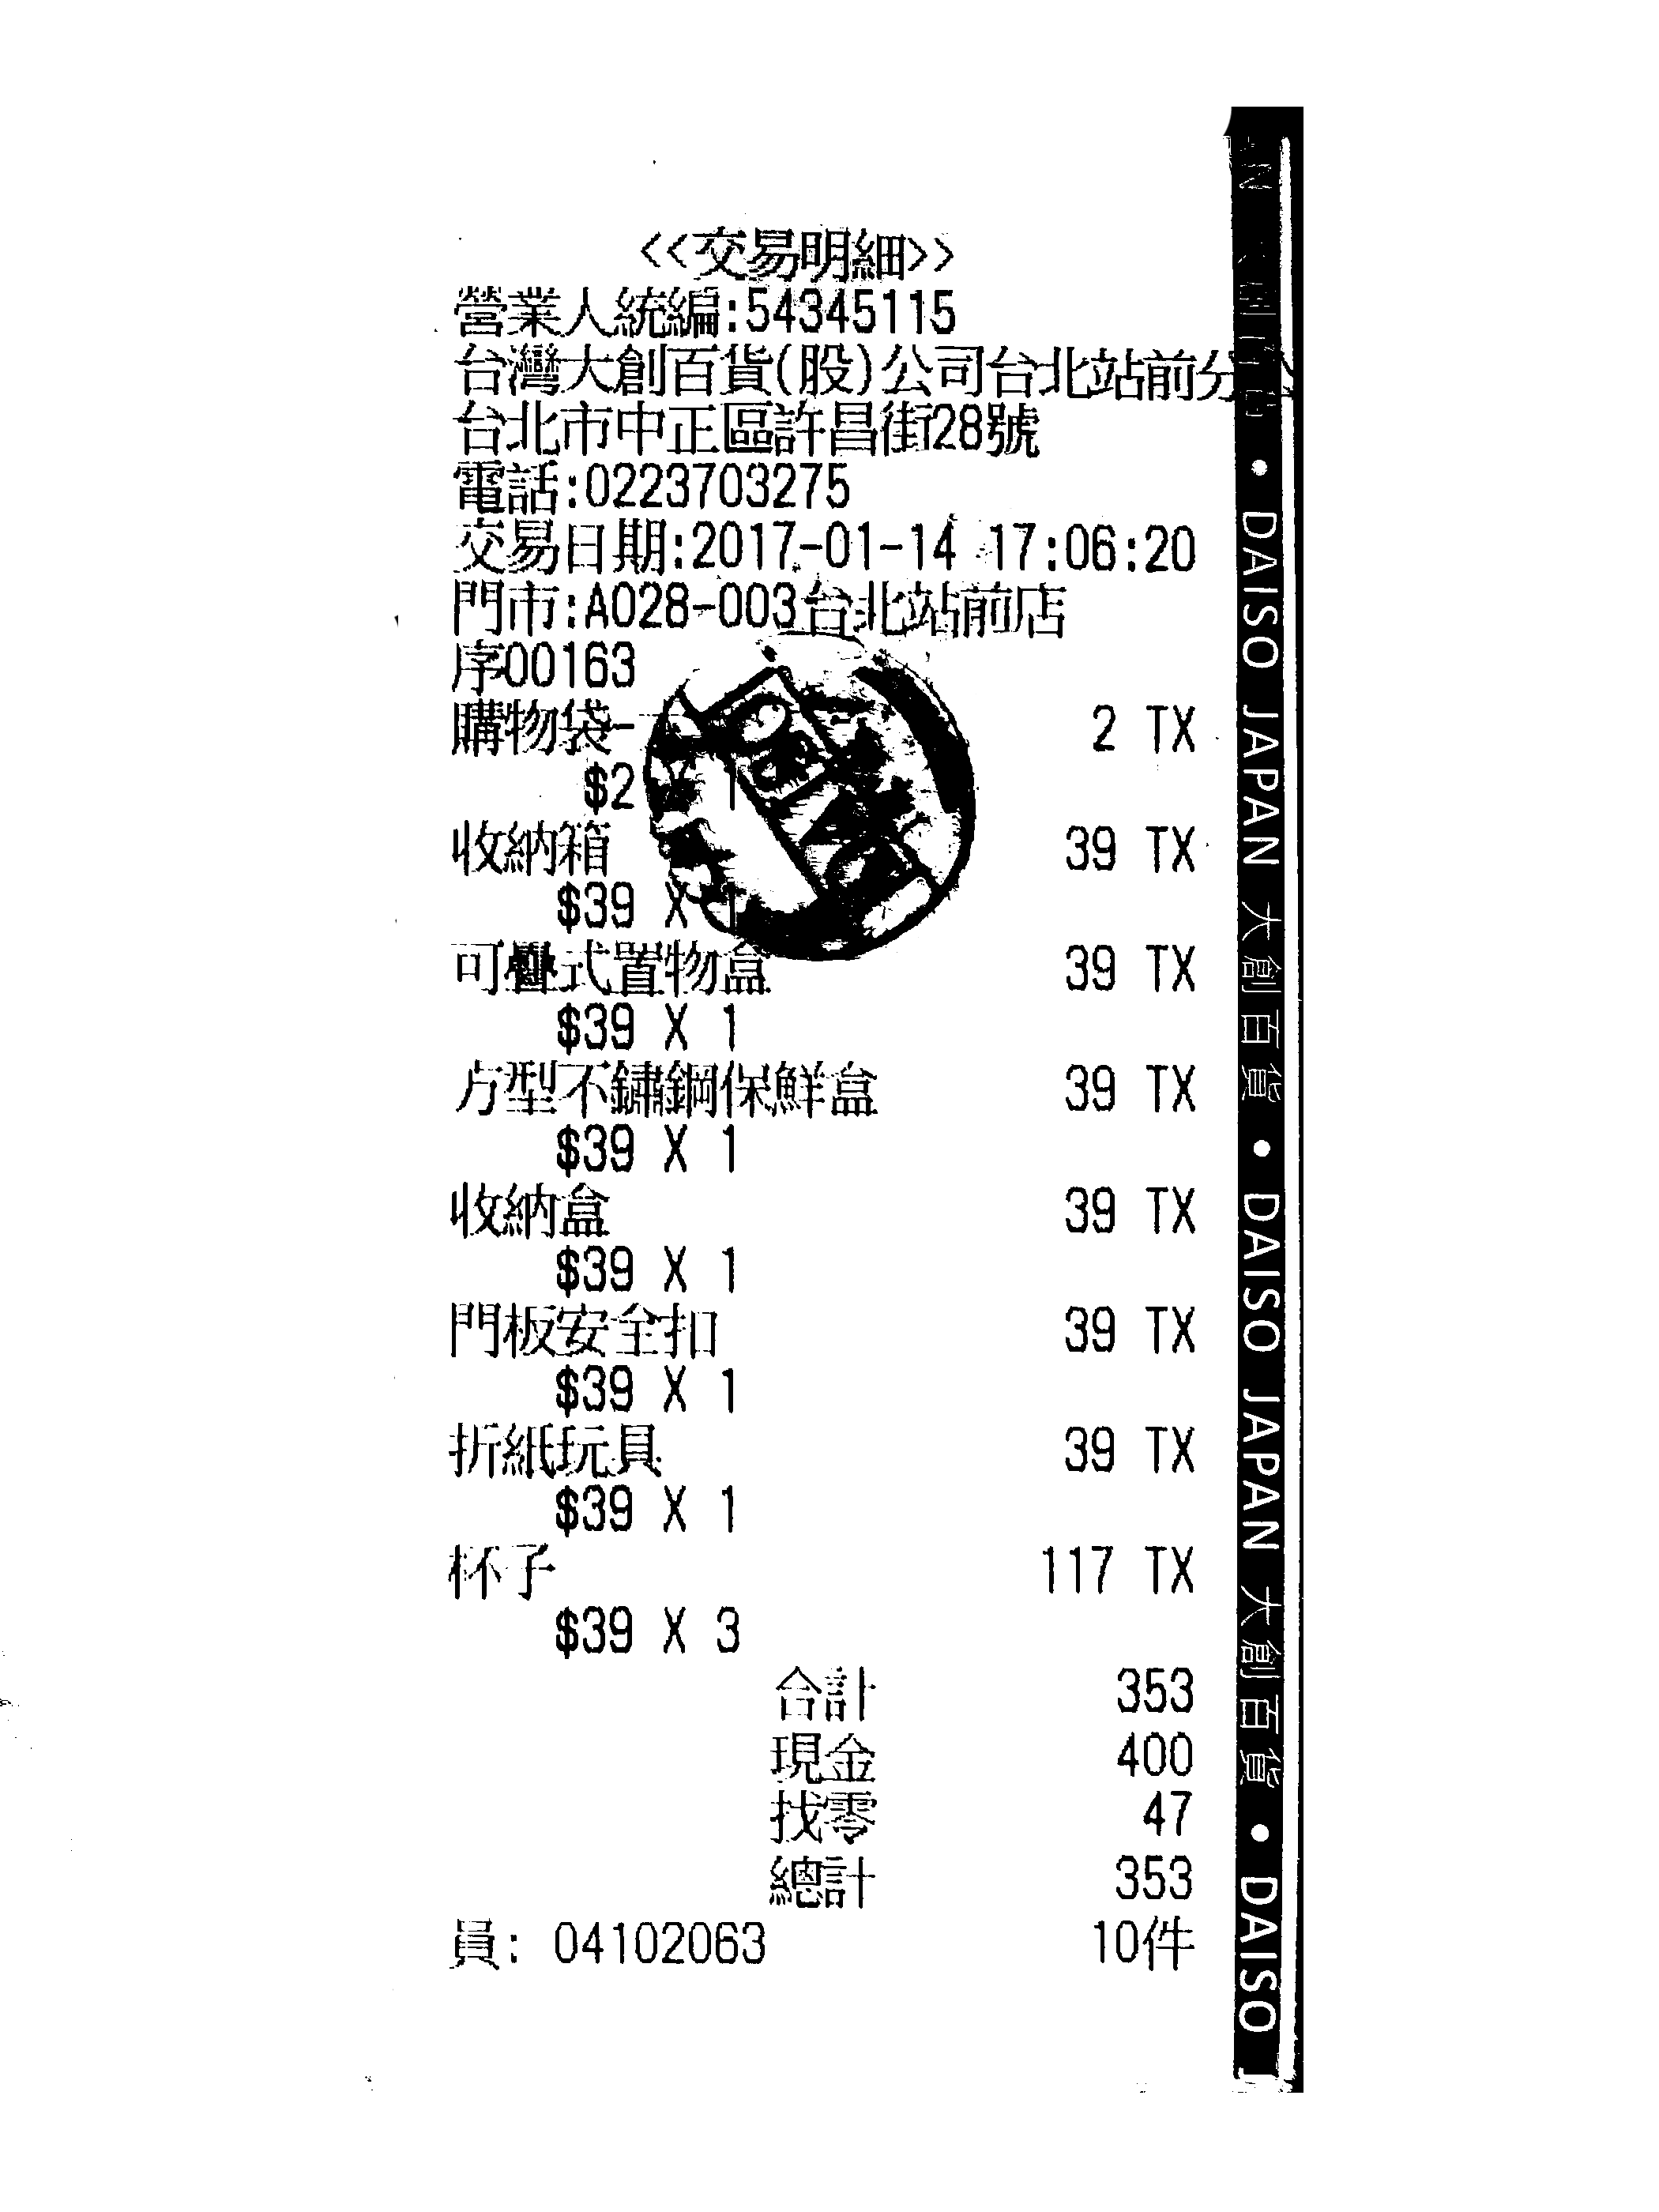 <<交易明細>>
營業人統編:54345115
台灣大創百貨(股)公司台北站前分
台北市中正區許昌街28號
電話:0223703275
交易日期:2017-01-14 17:06:20
門市:A028-003台北站前店
序00163
購物袋- 2 TX
$2 X 1
收納箱 39 TX
$39 X 1
可疊式置物盒 39 TX
$39 X 1
方型不鏽鋼保鮮盒 39 TX
$39 X 1
收納盒 39 TX
$39 X 1
門板安全扣 39 TX
$39 X 1
折紙玩具 39 TX
$39 X 1
杯子 117 TX
$39 X 3
合計 353
現金 400
找零 47
總計 353
員: 04102063 10件
• DAISO JAPAN 大創百貨 • DAISO JAPAN 大創百貨 • DAISO